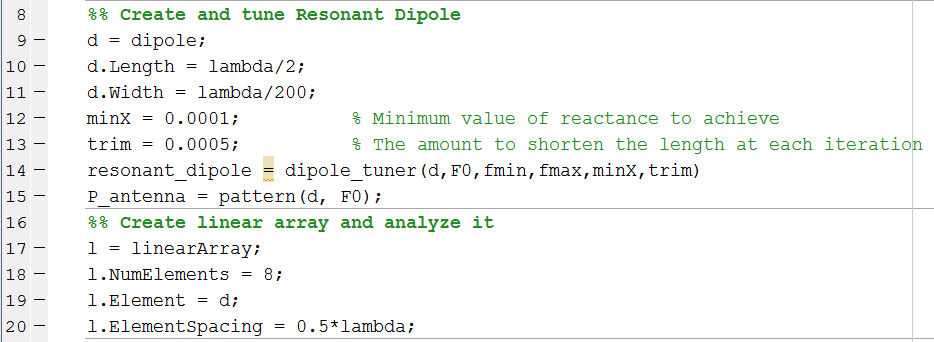 8 %% Create and tune Resonant Dipole
9 – d = dipole;
10 – d.Length = lambda/2;
11 – d.Width = lambda/200;
12 – minX = 0.0001; % Minimum value of reactance to achieve
13 – trim = 0.0005; % The amount to shorten the length at each iteration
14 – resonant_dipole = dipole_tuner(d,F0,fmin,fmax,minX,trim)
15 – P_antenna = pattern(d, F0);
16 %% Create linear array and analyze it
17 – l = linearArray;
18 – l.NumElements = 8;
19 – l.Element = d;
20 – l.ElementSpacing = 0.5*lambda;